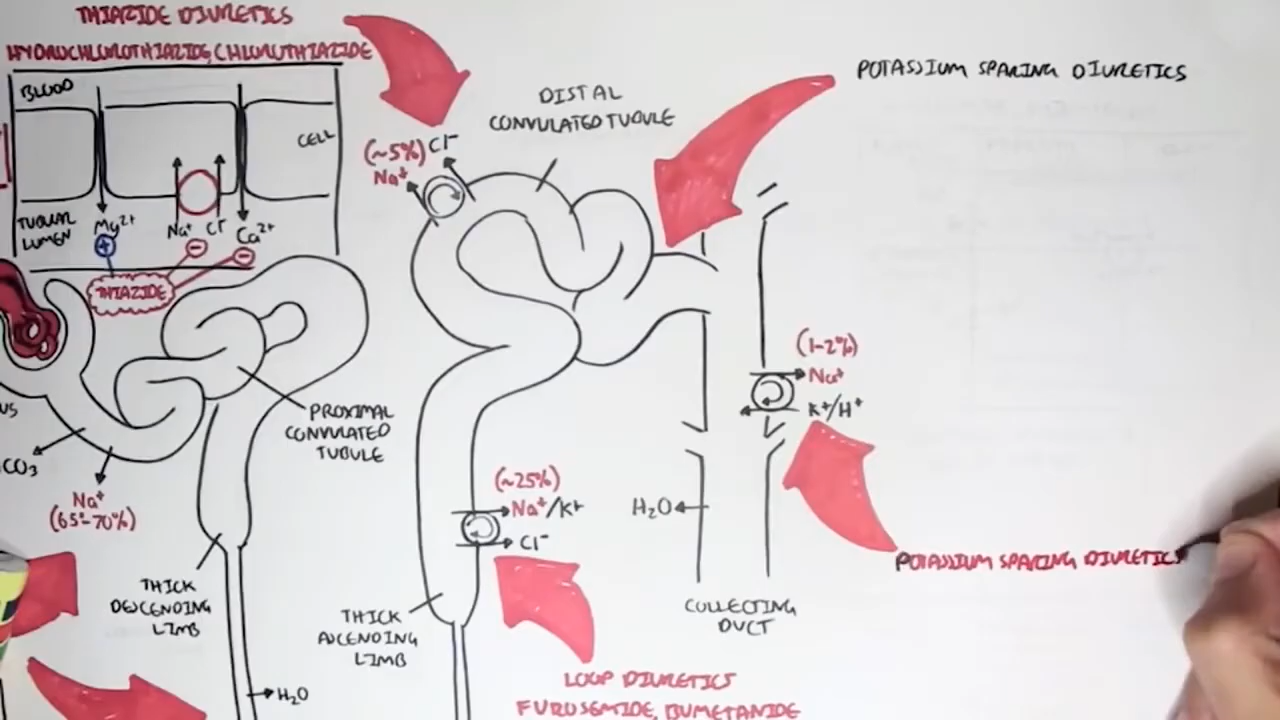 THIAZIDE DIURETICS
HYDROCHLOROTHIAZIDE, CHLOROTHIAZIDE
BLOOD
CELL
TUBULAR
LUMEN
Mg²⁺
Na⁺
Cl⁻
Ca²⁺
THIAZIDE
(~5%)
Cl⁻
Na⁺
DISTAL
CONVULATED TUBULE
POTASSIUM SPARING DIURETICS
(1-2%)
Na⁺
K⁺/H⁺
PROXIMAL
CONVULATED
TUBULE
CO3
Na⁺
(65-70%)
(~25%)
Na⁺/K+
Cl⁻
H₂O
POTASSIUM SPARING DIURETICS
THICK
DESCENDING
LIMB
THICK
ASCENDING
LIMB
COLLECTING
DUCT
H₂O
LOOP DIURETICS
FUROSEMIDE, BUMETANIDE